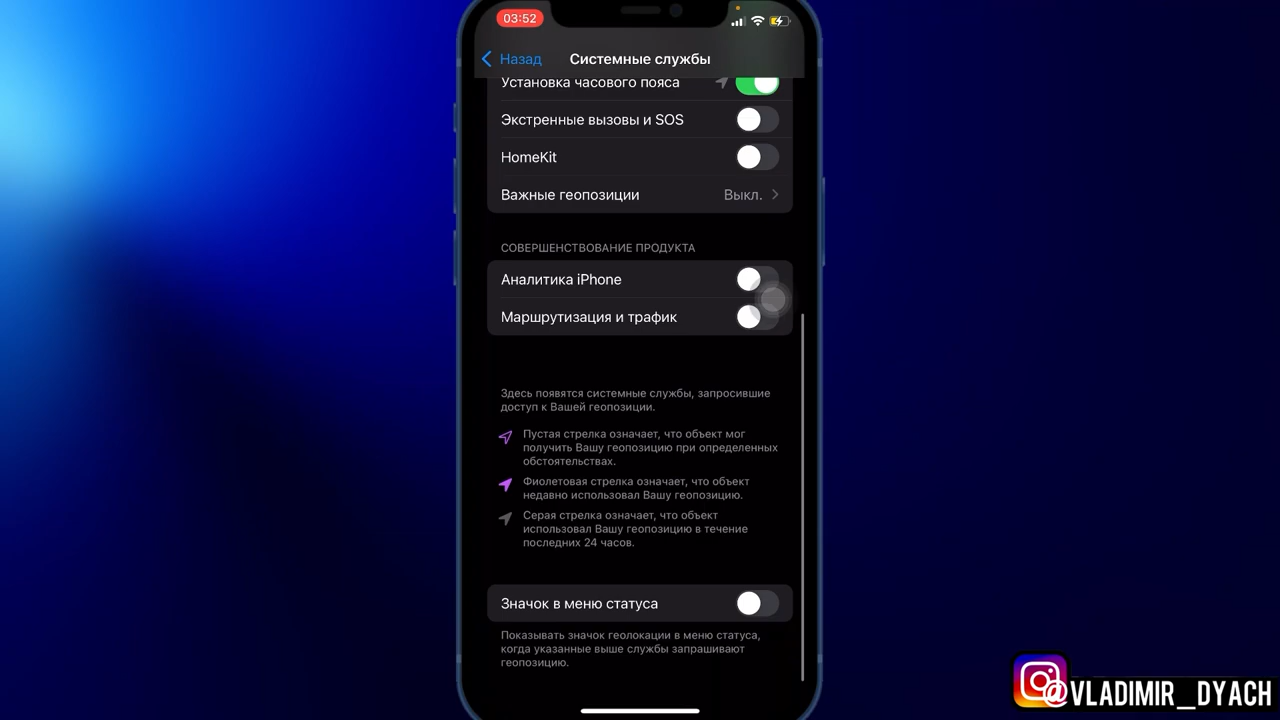 03:52
Назад
Системные службы
Установка часового пояса
Экстренные вызовы и SOS
HomeKit
Важные геопозиции Выкл.
СОВЕРШЕНСТВОВАНИЕ ПРОДУКТА
Аналитика iPhone
Маршрутизация и трафик
Здесь появятся системные службы, запросившие
доступ к Вашей геопозиции.
Пустая стрелка означает, что объект мог
получить Вашу геопозицию при определенных
обстоятельствах.
Фиолетовая стрелка означает, что объект
недавно использовал Вашу геопозицию.
Серая стрелка означает, что объект
использовал Вашу геопозицию в течение
последних 24 часов.
Значок в меню статуса
Показывать значок геолокации в меню статуса,
когда указанные выше службы запрашивают
геопозицию.
@VLADIMIR_DYACH